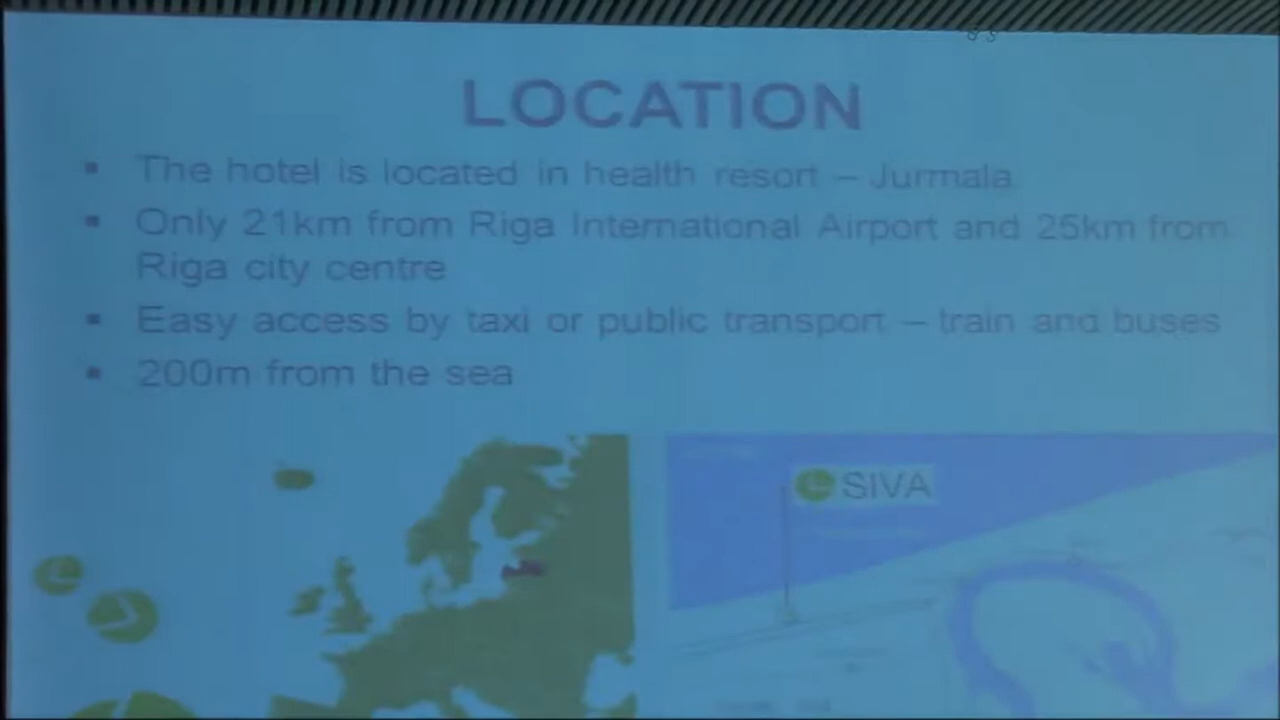 LOCATION
▪ The hotel is located in health resort – Jurmala
▪ Only 21km from Riga International Airport and 25km from
Riga city centre
▪ Easy access by taxi or public transport – train and buses
▪ 200m from the sea
SIVA